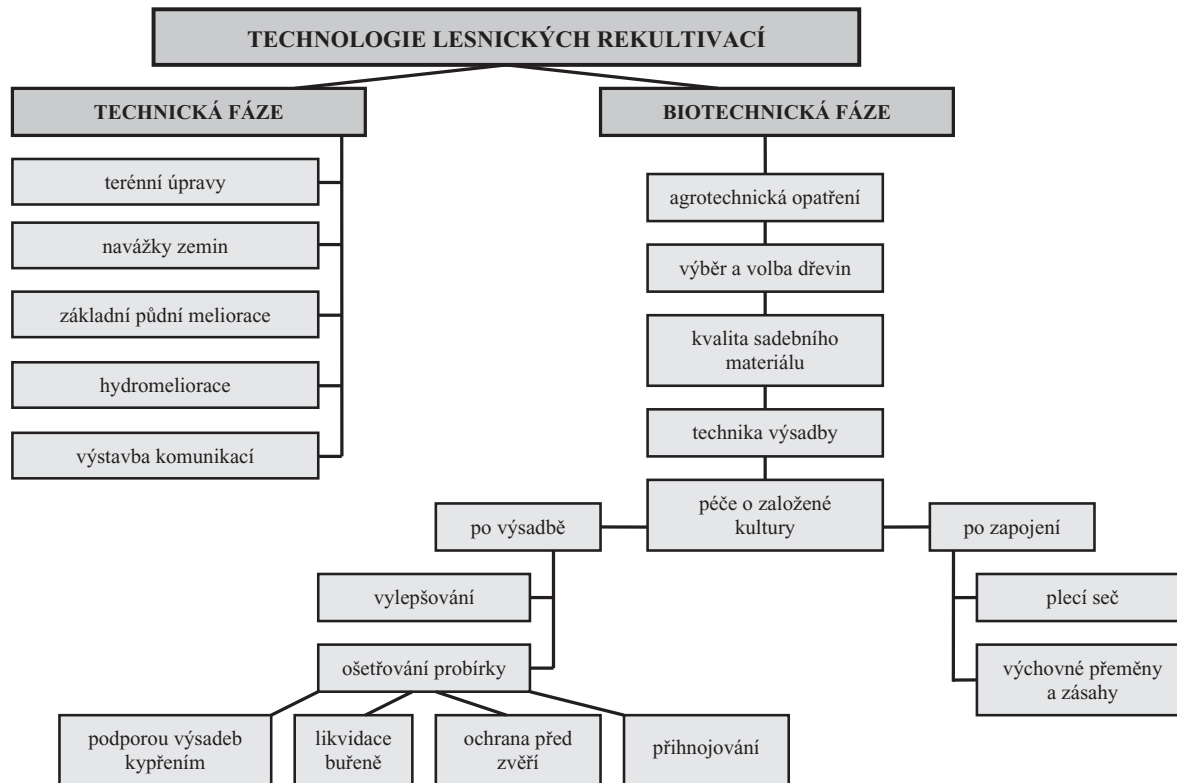 TECHNOLOGIE LESNICKÝCH REKULTIVACÍ
TECHNICKÁ FÁZE
terénní úpravy
navážky zemin
základní půdní meliorace
hydromeliorace
výstavba komunikací
BIOTECHNICKÁ FÁZE
agrotechnická opatření
výběr a volba dřevin
kvalita sadebního
materiálu
technika výsadby
péče o založené
kultury
po výsadbě
vylepšování
ošetřování probírky
podporou výsadeb
kypřením
likvidace
buřeně
ochrana před
zvěří
přihnojování
po zapojení
plecí seč
výchovné přeměny
a zásahy